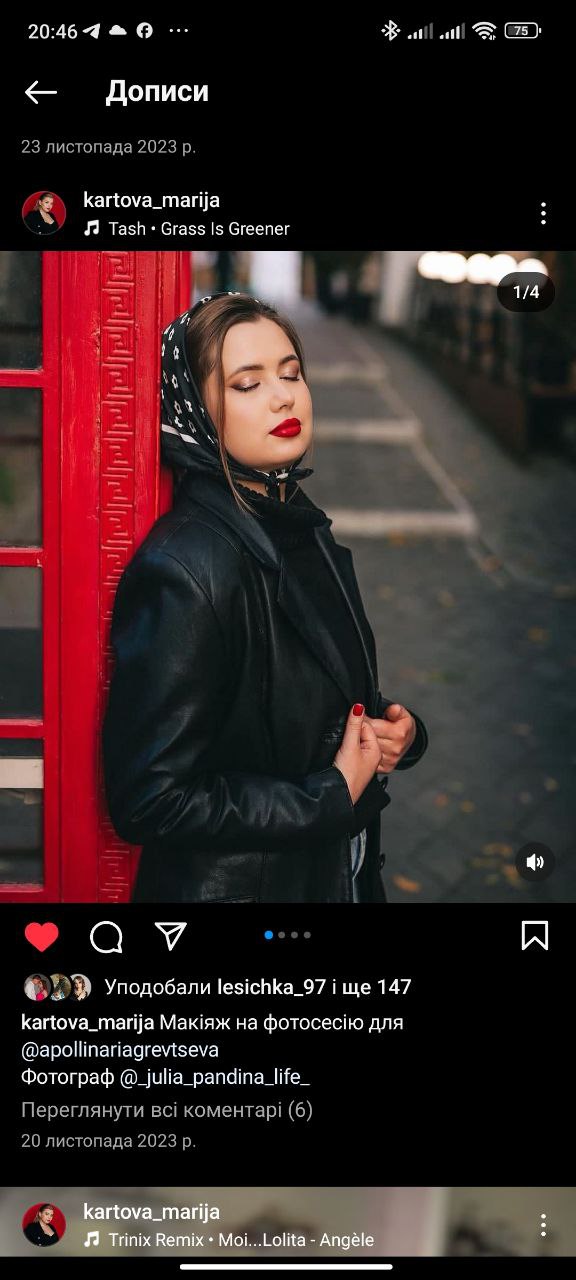 20:46
75
Дописи
23 листопада 2023 р.
kartova_marija
Tash • Grass Is Greener
1/4
Уподобали lesichka_97 і ще 147
kartova_marija Макіяж на фотосесію для
@apollinariagrevtseva
Фотограф @_julia_pandina_life_
Переглянути всі коментарі (6)
20 листопада 2023 р.
kartova_marija
Trinix Remix • Moi...Lolita - Angèle